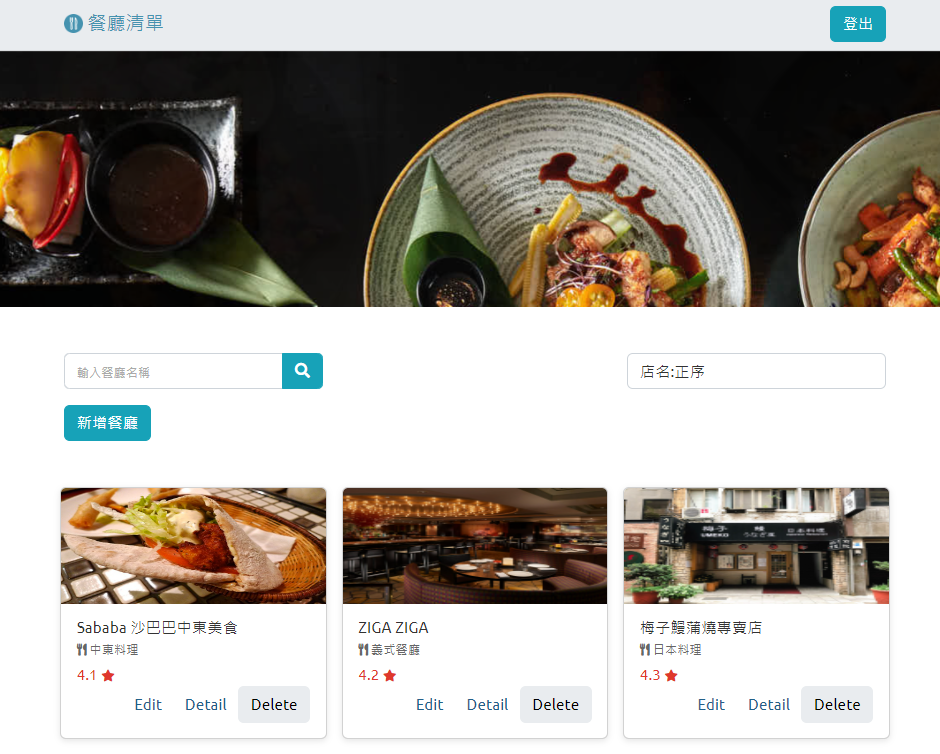 餐廳清單
登出
輸入餐廳名稱
店名:正序
新增餐廳
梅子 鰻 日本料理
UMEKO うなぎ屋
Sababa 沙巴巴中東美食
中東料理
4.1
Edit Detail Delete
ZIGA ZIGA
義式餐廳
4.2
Edit Detail Delete
梅子鰻蒲燒專賣店
日本料理
4.3
Edit Detail Delete